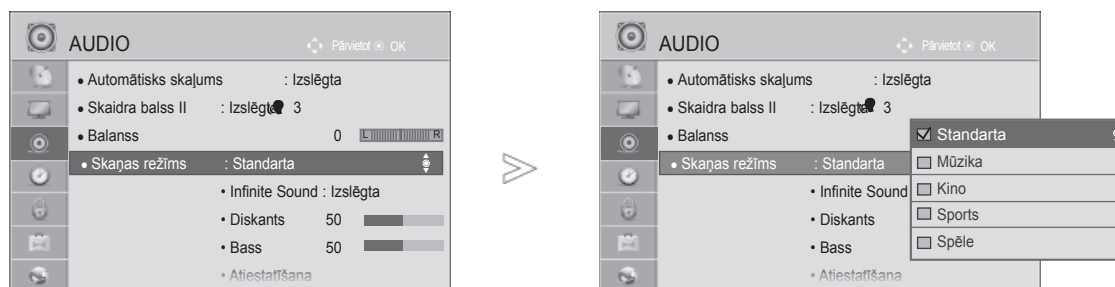 AUDIO
Pārvietot OK
• Automātisks skaļums : Izslēgta
• Skaidra balss II : Izslēgta 3
• Balanss 0 L R
• Skaņas režīms : Standarta
• Infinite Sound : Izslēgta
• Diskants 50
• Bass 50
• Atiestatīšana
>
AUDIO
Pārvietot OK
• Automātisks skaļums : Izslēgta
• Skaidra balss II : Izslēgta 3
• Balanss
• Skaņas režīms : Standarta
• Infinite Sound
• Diskants
• Bass
• Atiestatīšana
Standarta
Mūzika
Kino
Sports
Spēle